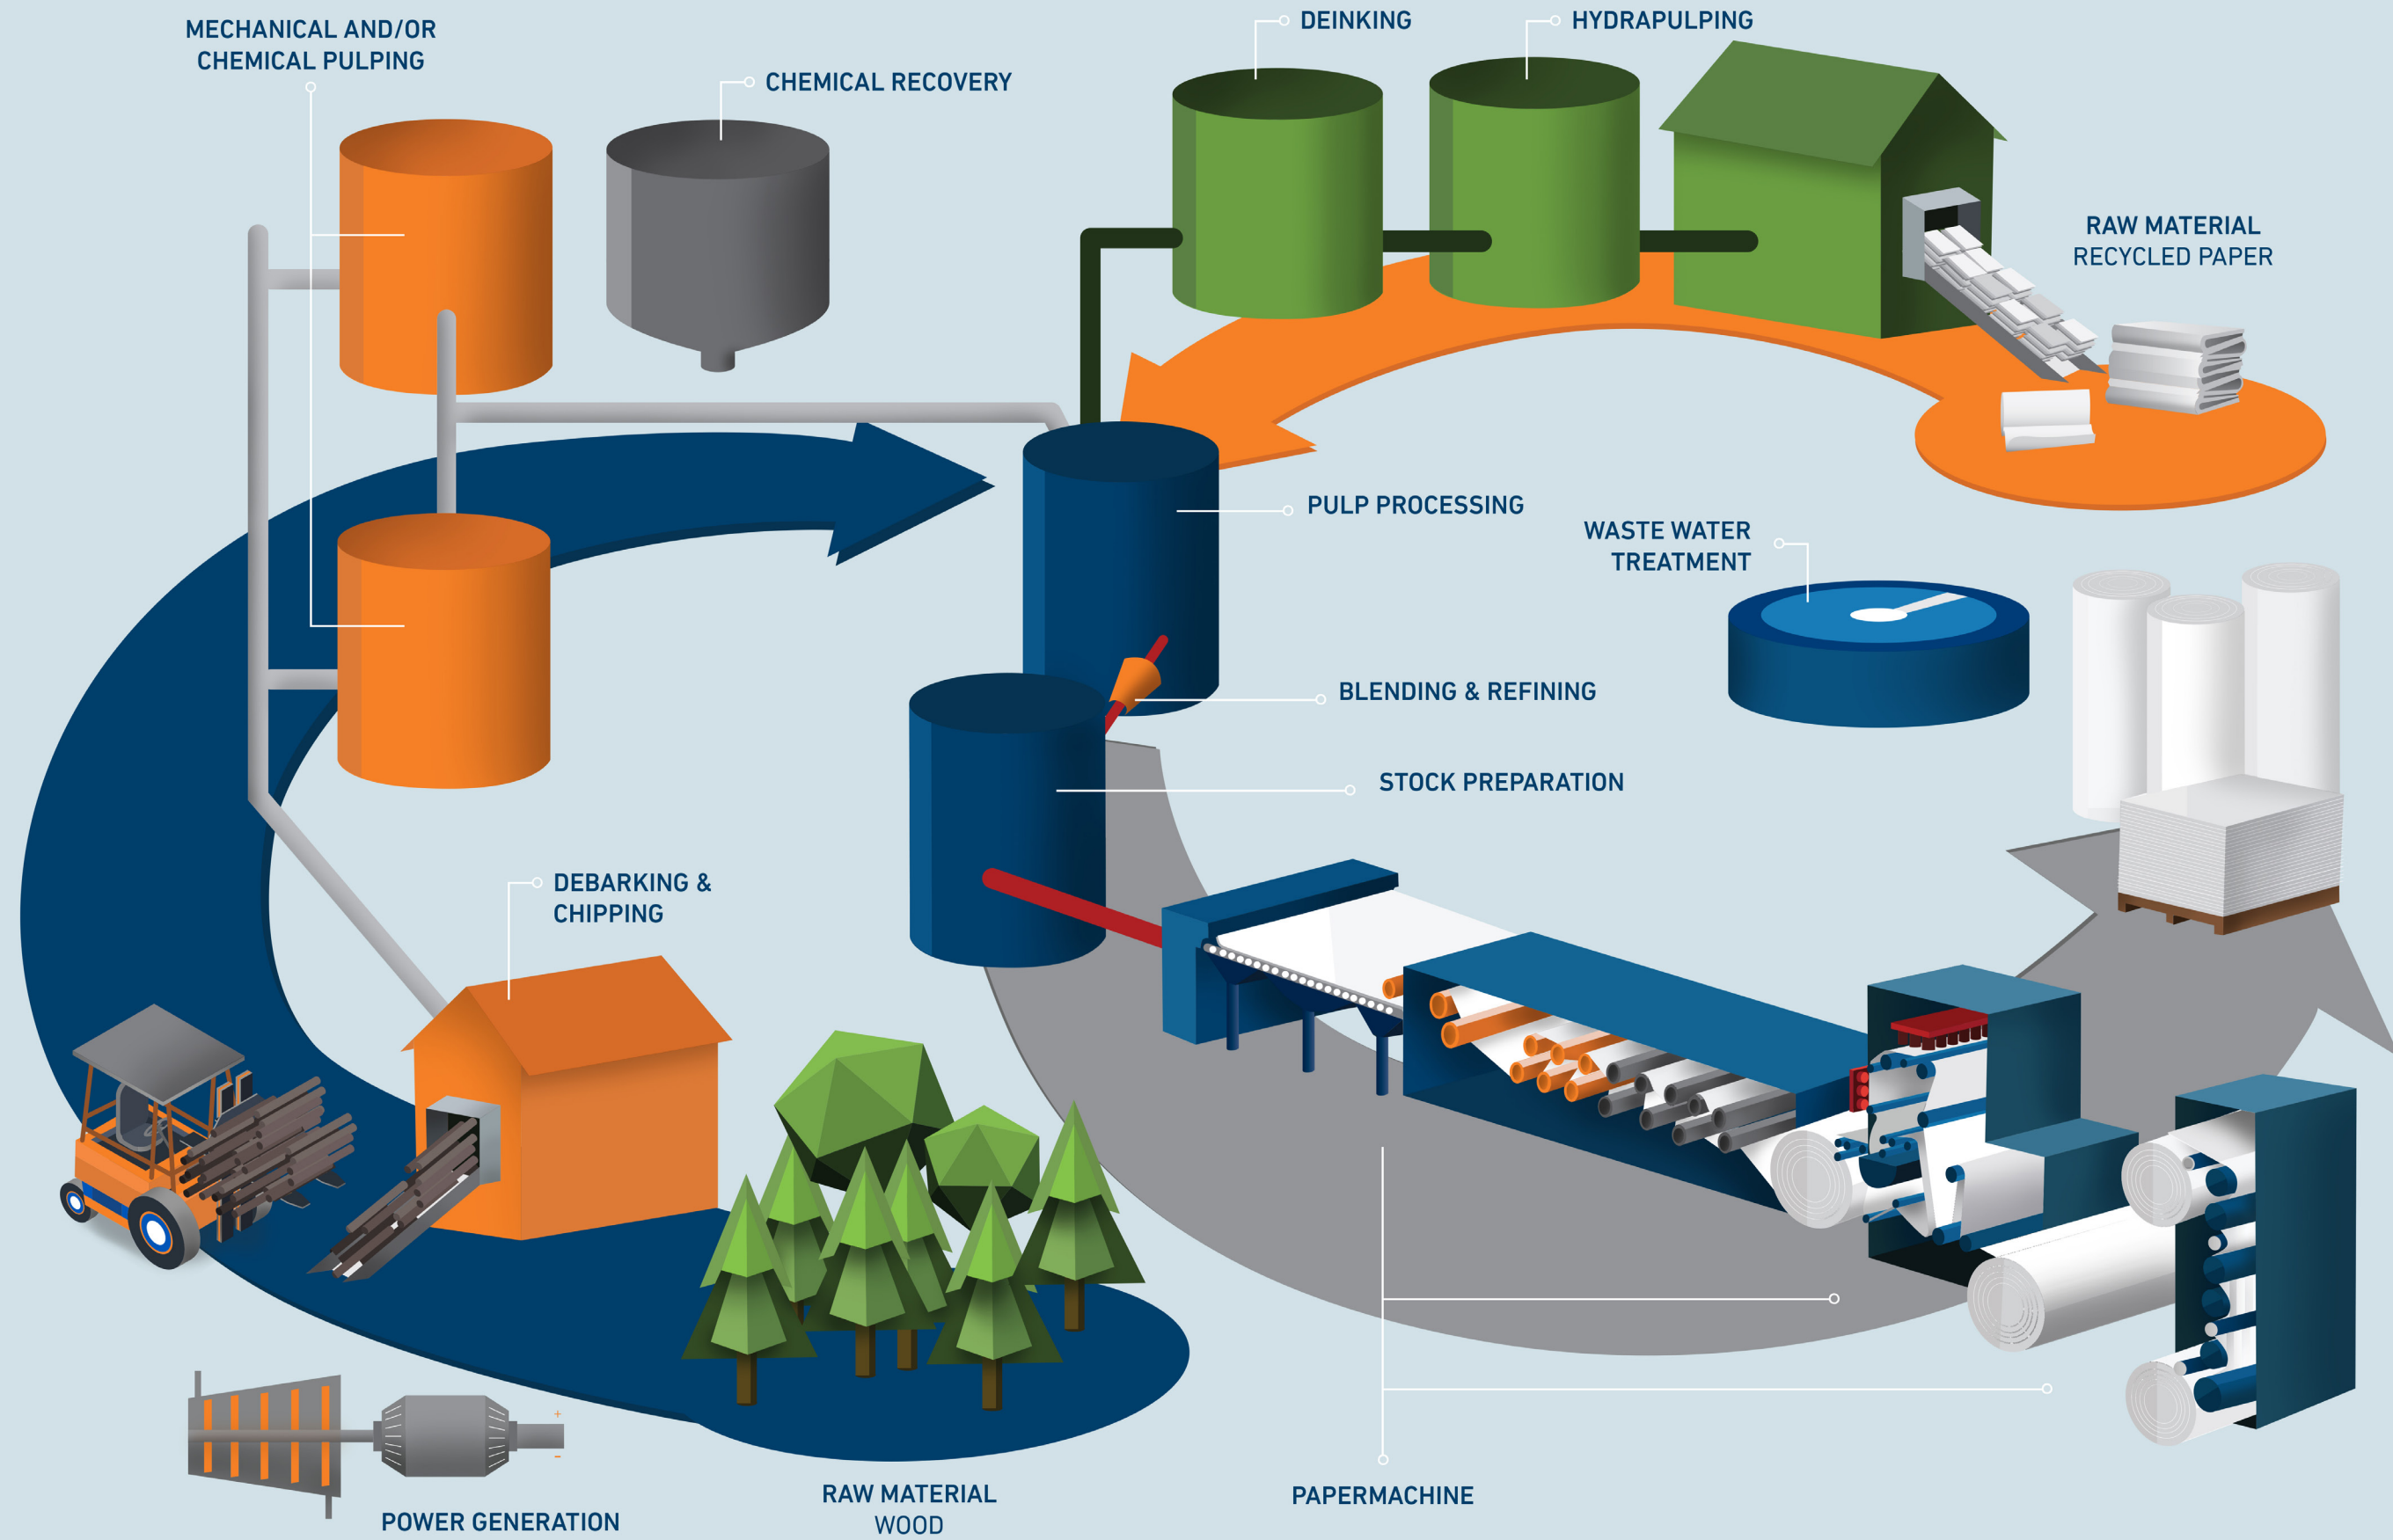 MECHANICAL AND/OR
CHEMICAL PULPING
CHEMICAL RECOVERY
DEINKING
HYDRAPULPING
RAW MATERIAL
RECYCLED PAPER
PULP PROCESSING
WASTE WATER
TREATMENT
BLENDING & REFINING
STOCK PREPARATION
DEBARKING &
CHIPPING
+
-
POWER GENERATION
RAW MATERIAL
WOOD
PAPERMACHINE